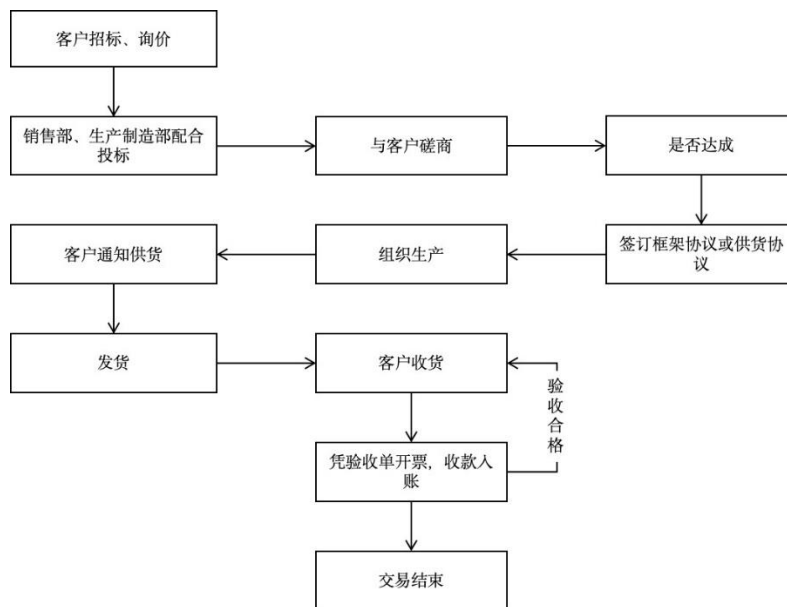 客户招标、询价
销售部、生产制造部配合
投标
与客户磋商
是否达成
客户通知供货
组织生产
签订框架协议或供货协
议
发货
客户收货
验收合格
凭验收单开票，收款入
账
交易结束